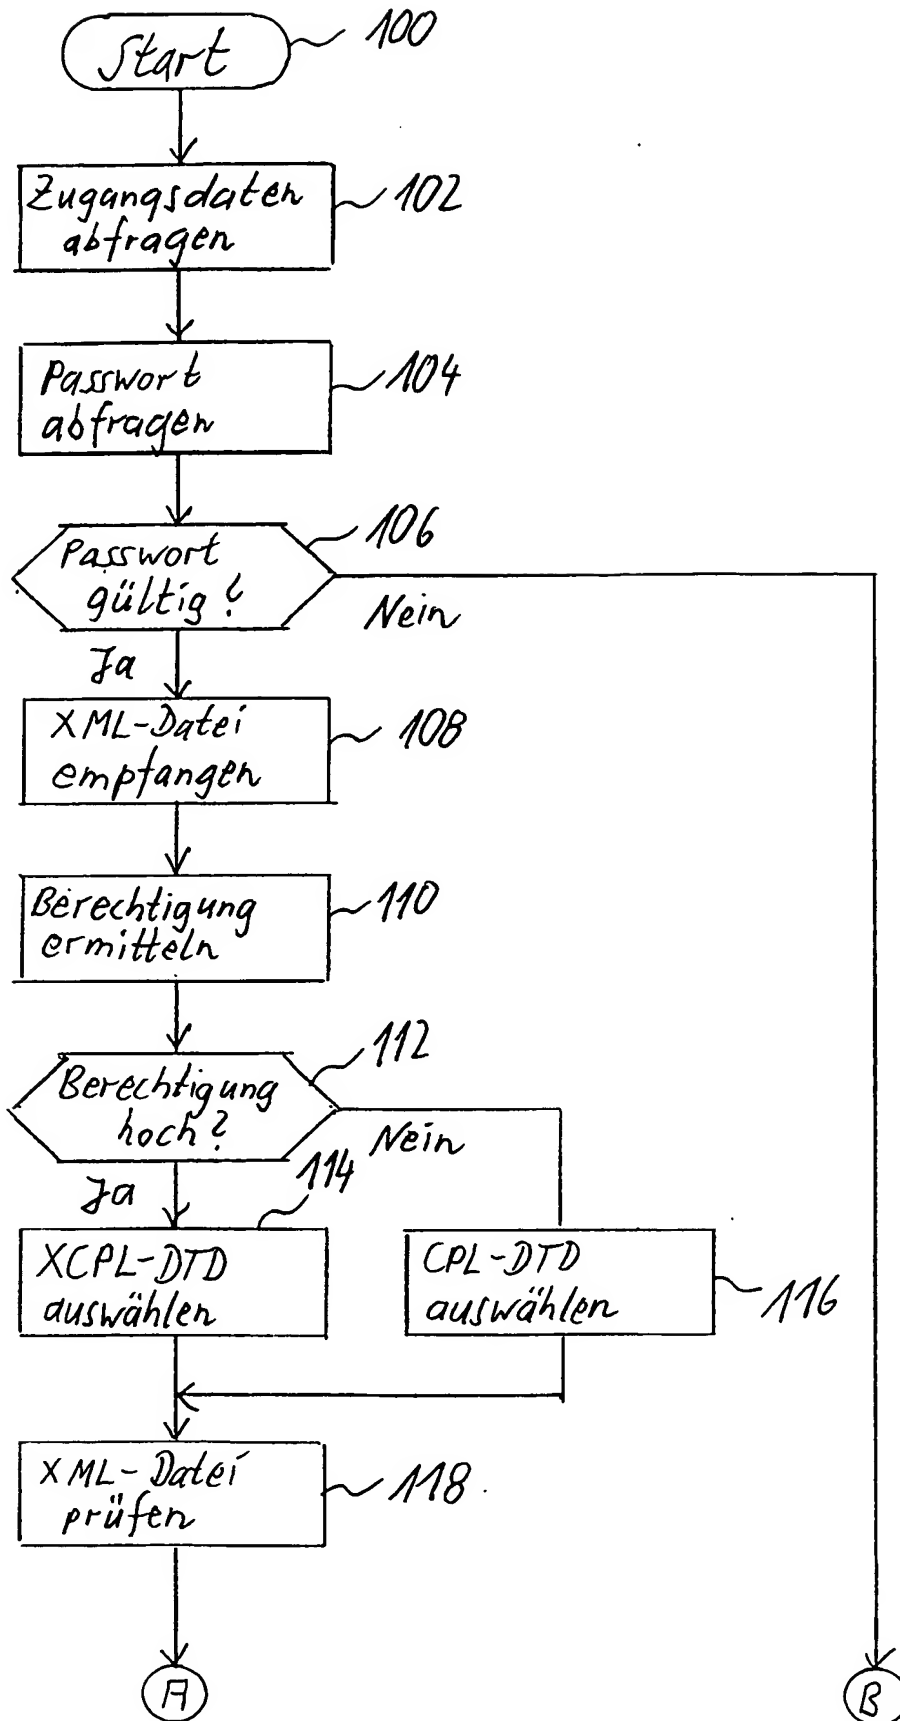 Start
100
Zugangsdaten
abfragen
102
Passwort
abfragen
104
Passwort
gültig?
106
Nein
Ja
XML-Datei
empfangen
108
Berechtigung
ermitteln
110
Berechtigung
hoch?
112
Nein
Ja
114
XCPL-DTD
auswählen
CPL-DTD
auswählen
116
XML-Datei
prüfen
118
A
B